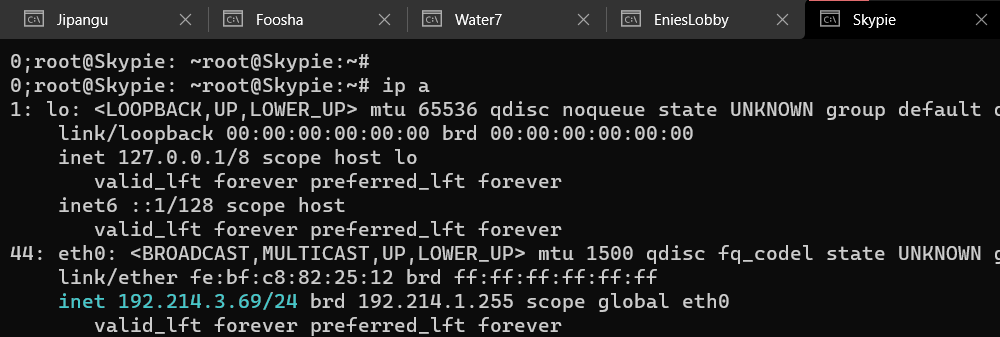 Jipangu
Foosha
Water7
EniesLobby
Skypie
0;root@Skypie: ~root@Skypie:~#
0;root@Skypie: ~root@Skypie:~# ip a
1: lo: <LOOPBACK,UP,LOWER_UP> mtu 65536 qdisc noqueue state UNKNOWN group default
link/loopback 00:00:00:00:00:00 brd 00:00:00:00:00:00
inet 127.0.0.1/8 scope host lo
valid_lft forever preferred_lft forever
inet6 ::1/128 scope host
valid_lft forever preferred_lft forever
44: eth0: <BROADCAST,MULTICAST,UP,LOWER_UP> mtu 1500 qdisc fq_codel state UNKNOWN
link/ether fe:bf:c8:82:25:12 brd ff:ff:ff:ff:ff:ff
inet 192.214.3.69/24 brd 192.214.1.255 scope global eth0
valid_lft forever preferred_lft forever